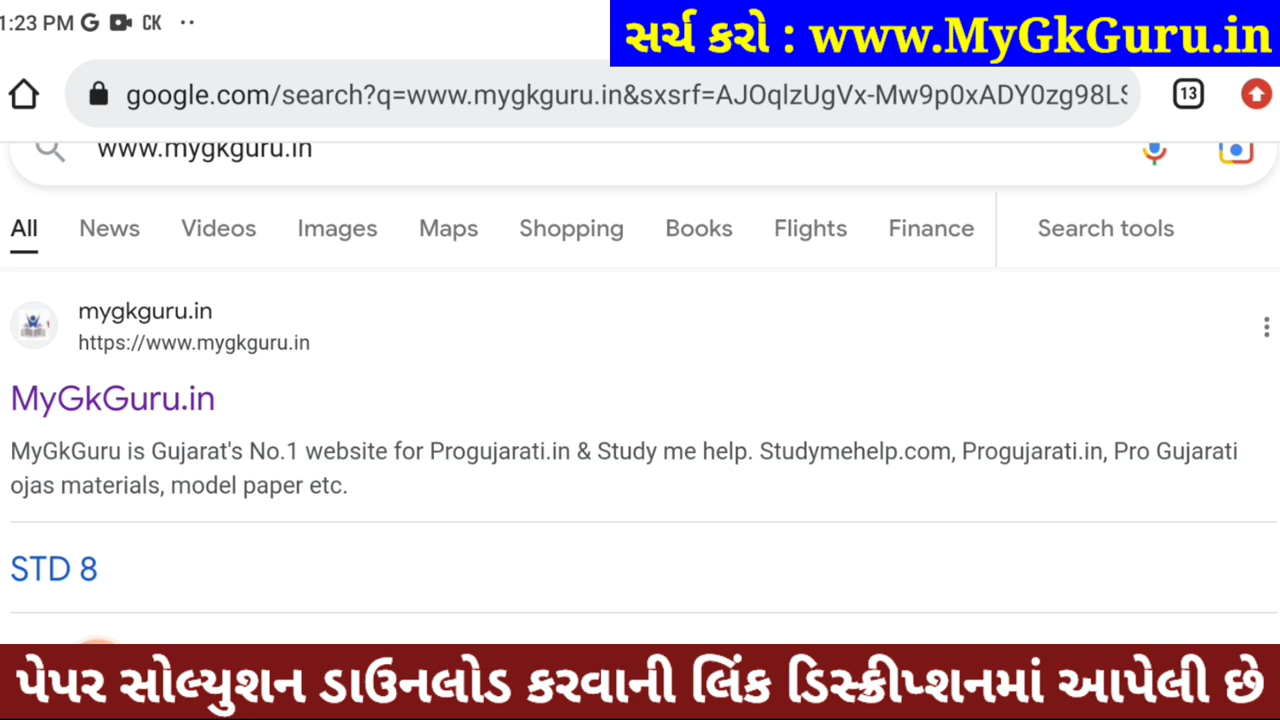 1:23 PM G CK ··
સર્ચ કરો : www.MyGkGuru.in
google.com/search?q=www.mygkguru.in&sxsrf=AJOqlzUgVx-Mw9p0xADY0zg98LS
13
www.mygkguru.in
All News Videos Images Maps Shopping Books Flights Finance Search tools
mygkguru.in
https://www.mygkguru.in
MyGkGuru.in
MyGkGuru is Gujarat's No.1 website for Progujarati.in & Study me help. Studymehelp.com, Progujarati.in, Pro Gujarati
ojas materials, model paper etc.
STD 8
પેપર સોલ્યુશન ડાઉનલોડ કરવાની લિંક ડિસ્ક્રીપ્શનમાં આપેલી છે